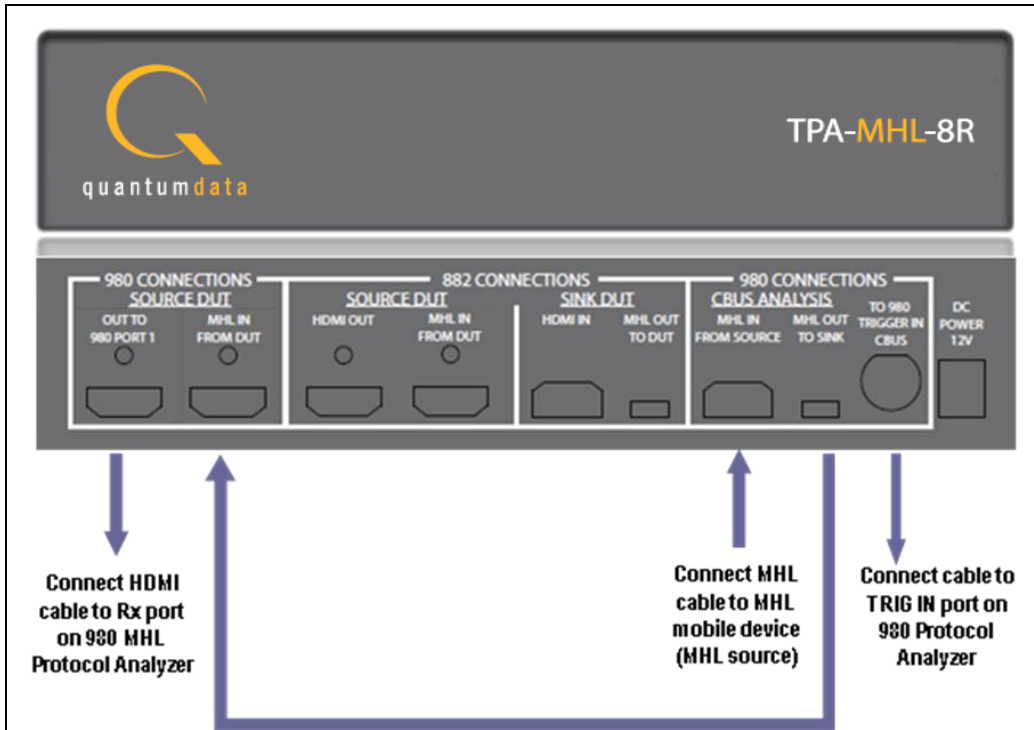 quantumdata
TPA-MHL-8R
980 CONNECTIONS
SOURCE DUT
OUT TO
980 PORT 1
MHL IN
FROM DUT
882 CONNECTIONS
SOURCE DUT
HDMI OUT
MHL IN
FROM DUT
SINK DUT
HDMI IN
MHL OUT
TO DUT
980 CONNECTIONS
CBUS ANALYSIS
MHL IN
FROM SOURCE
MHL OUT
TO SINK
TO 980
TRIGGER IN
CBUS
DC
POWER
12V
Connect HDMI
cable to Rx port
on 980 MHL
Protocol Analyzer
Connect MHL
cable to MHL
mobile device
(MHL source)
Connect cable to
TRIG IN port on
980 Protocol
Analyzer